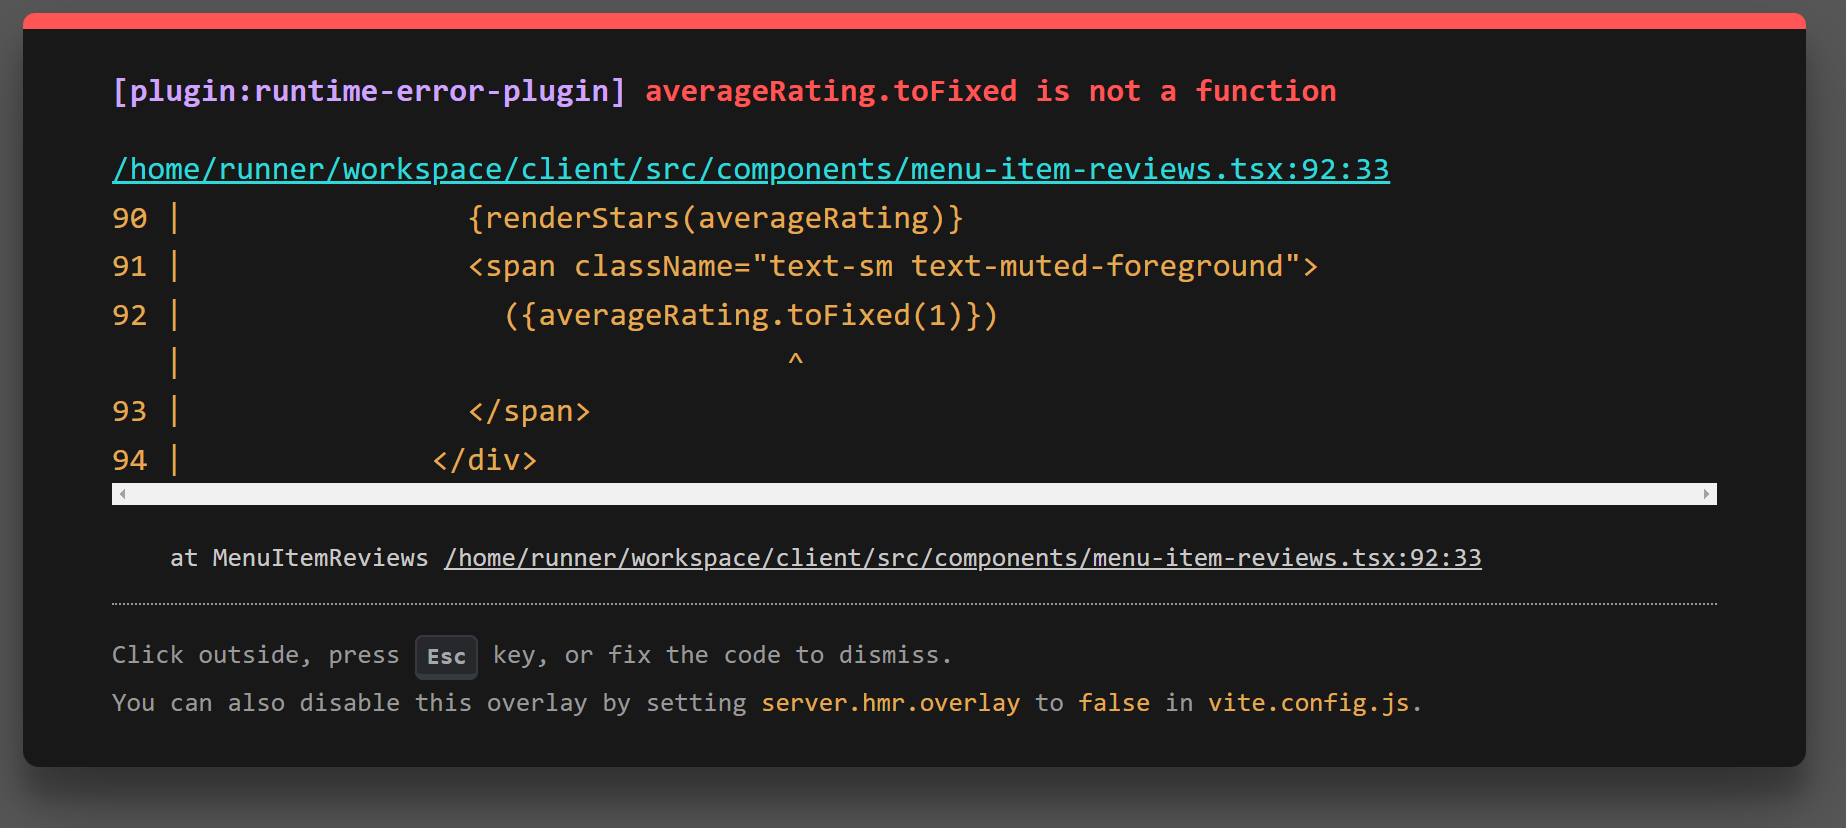 [plugin:runtime-error-plugin] averageRating.toFixed is not a function
/home/runner/workspace/client/src/components/menu-item-reviews.tsx:92:33
90 |                {renderStars(averageRating)}
91 |                <span className="text-sm text-muted-foreground">
92 |                  ({averageRating.toFixed(1)})
   |                                  ^
93 |                </span>
94 |              </div>
at MenuItemReviews /home/runner/workspace/client/src/components/menu-item-reviews.tsx:92:33
Click outside, press Esc key, or fix the code to dismiss.
You can also disable this overlay by setting server.hmr.overlay to false in vite.config.js.